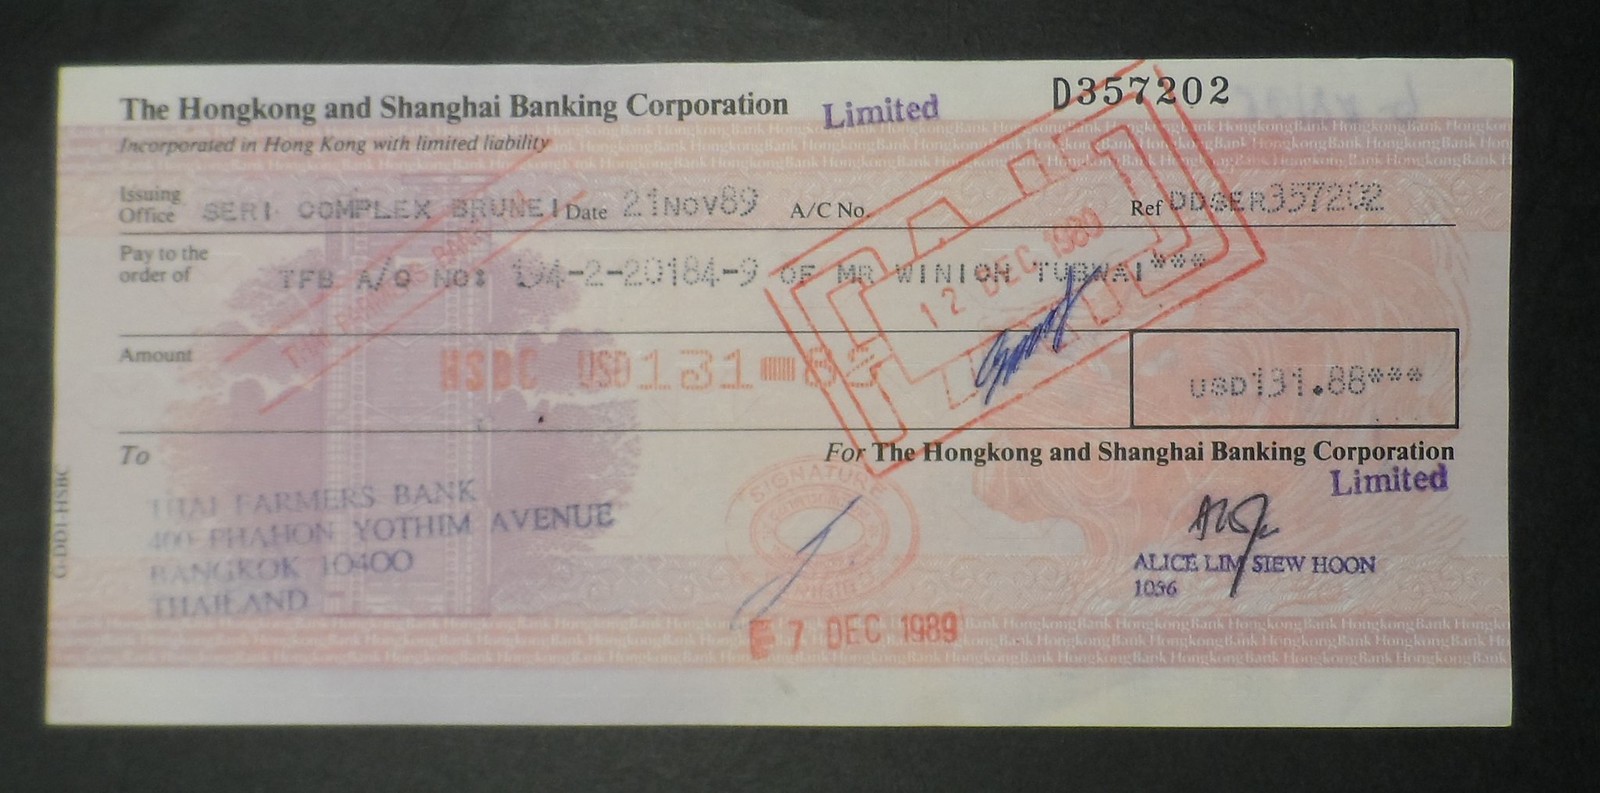 D357202
The Hongkong and Shanghai Banking Corporation Limited
Incorporated in Hong Kong with limited liability
Issuing Office SERI COMPLEX BRUNEI Date 21NOV89 A/C No. Ref DDSER357202
Pay to the order of TFB A/C NO: 194-2-20184-9 OF MR WINICH TUBWAI***
PAID
12 DEC 1989
Amount HSBC USD131 88
USD131.88***
To
For The Hongkong and Shanghai Banking Corporation
Limited
THAI FARMERS BANK
400 PHAHON YOTHIM AVENUE
BANGKOK 10400
THAILAND
SIGNATURE
ALICE LIM SIEW HOON
1036
7 DEC 1989
G-DD1-HSBC